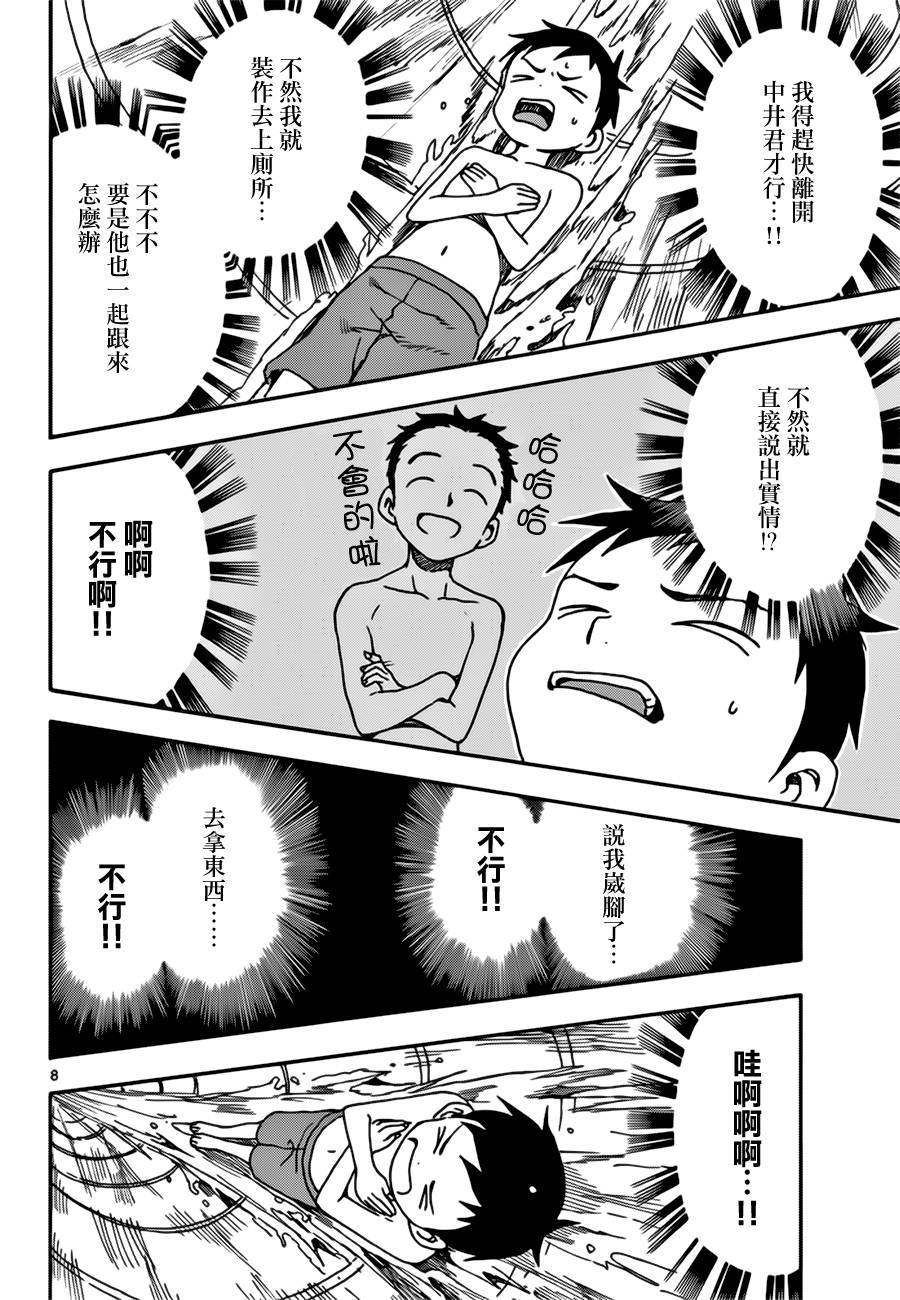 我得趕快離開
中井君才行…!!
不然我就
裝作去上廁所…
不不不
要是他也一起跟來
怎麼辦
不然就
直接説出實情!?
哈哈哈
不會的啦
啊啊
不行啊!!
説我崴腳了…
不行!!
去拿東西……
不行!!
哇啊啊啊…!!
8